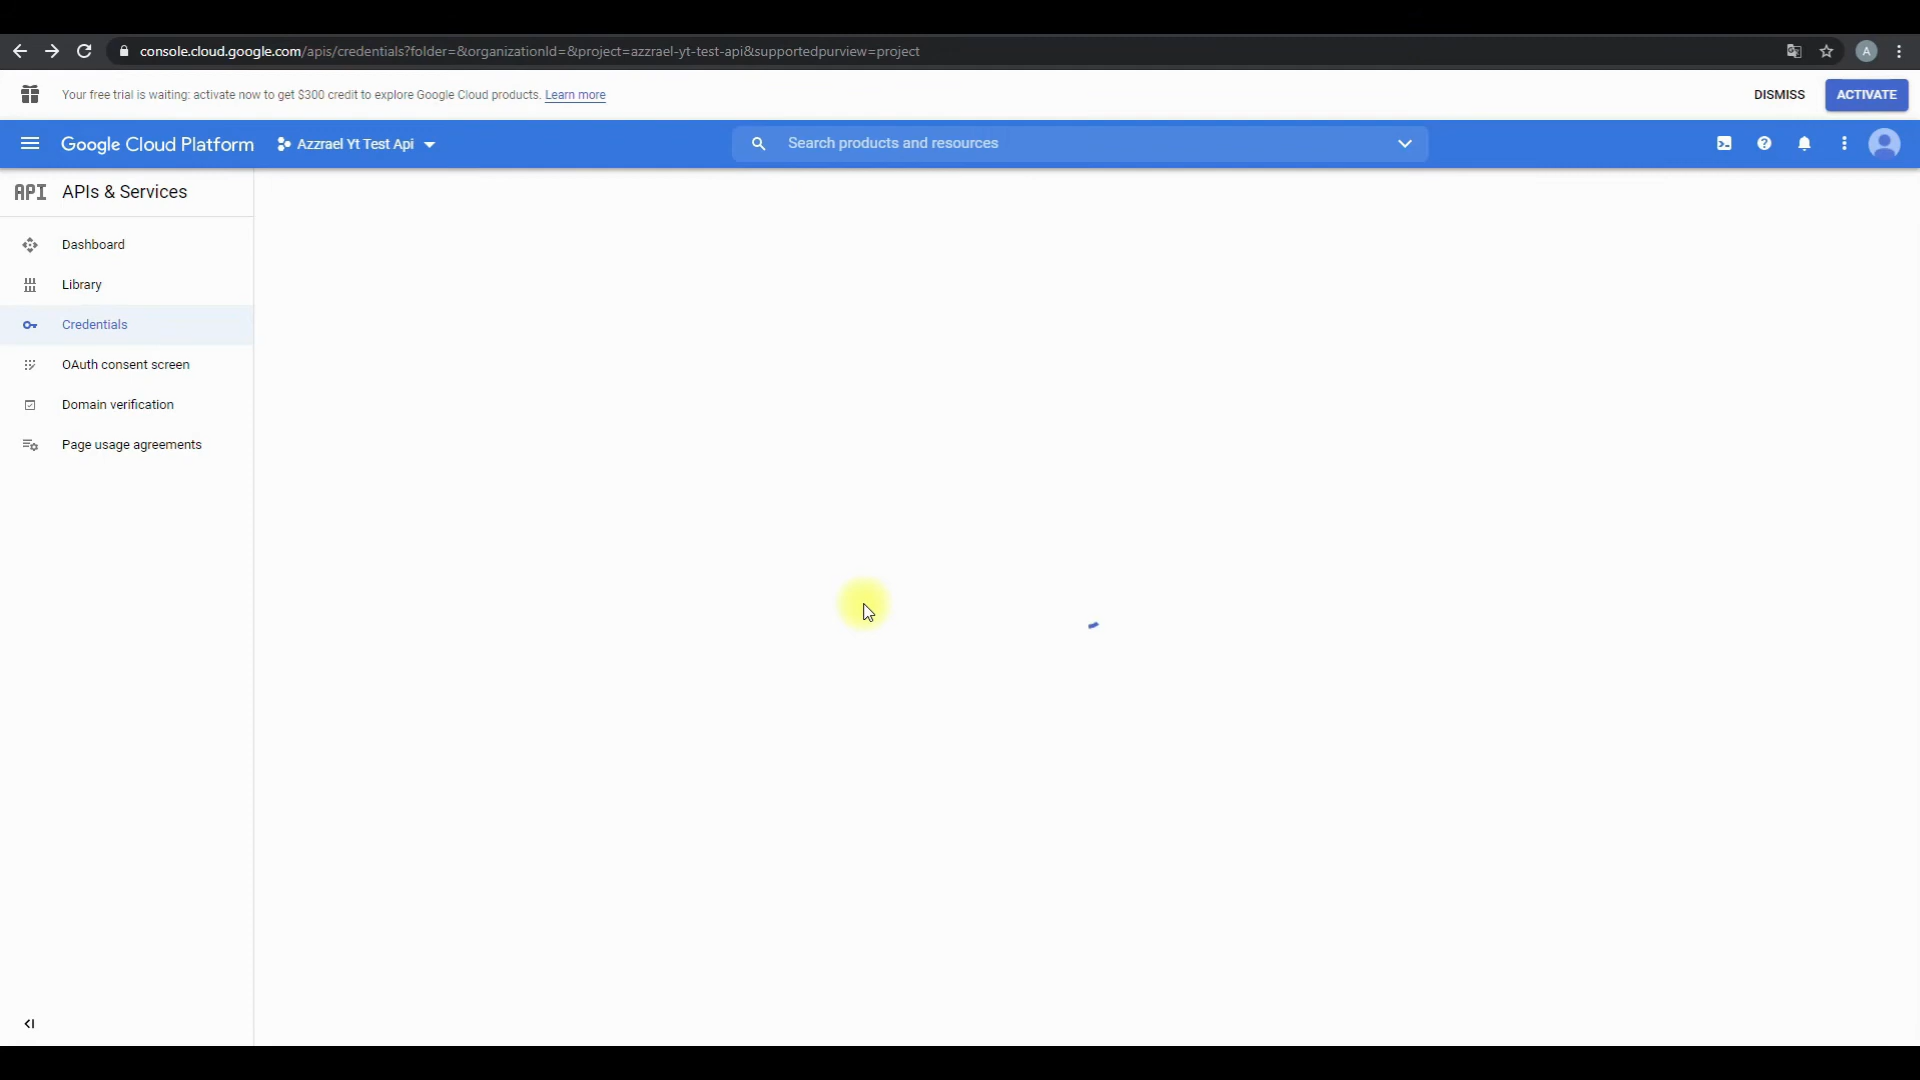 console.cloud.google.com/apis/credentials?folder=&organizationId=&project=azzrael-yt-test-api&supportedpurview=project
A
Your free trial is waiting: activate now to get $300 credit to explore Google Cloud products. Learn more
DISMISS
ACTIVATE
Google Cloud Platform
Azzrael Yt Test Api
Search products and resources
API APIs & Services
Dashboard
Library
Credentials
OAuth consent screen
Domain verification
Page usage agreements